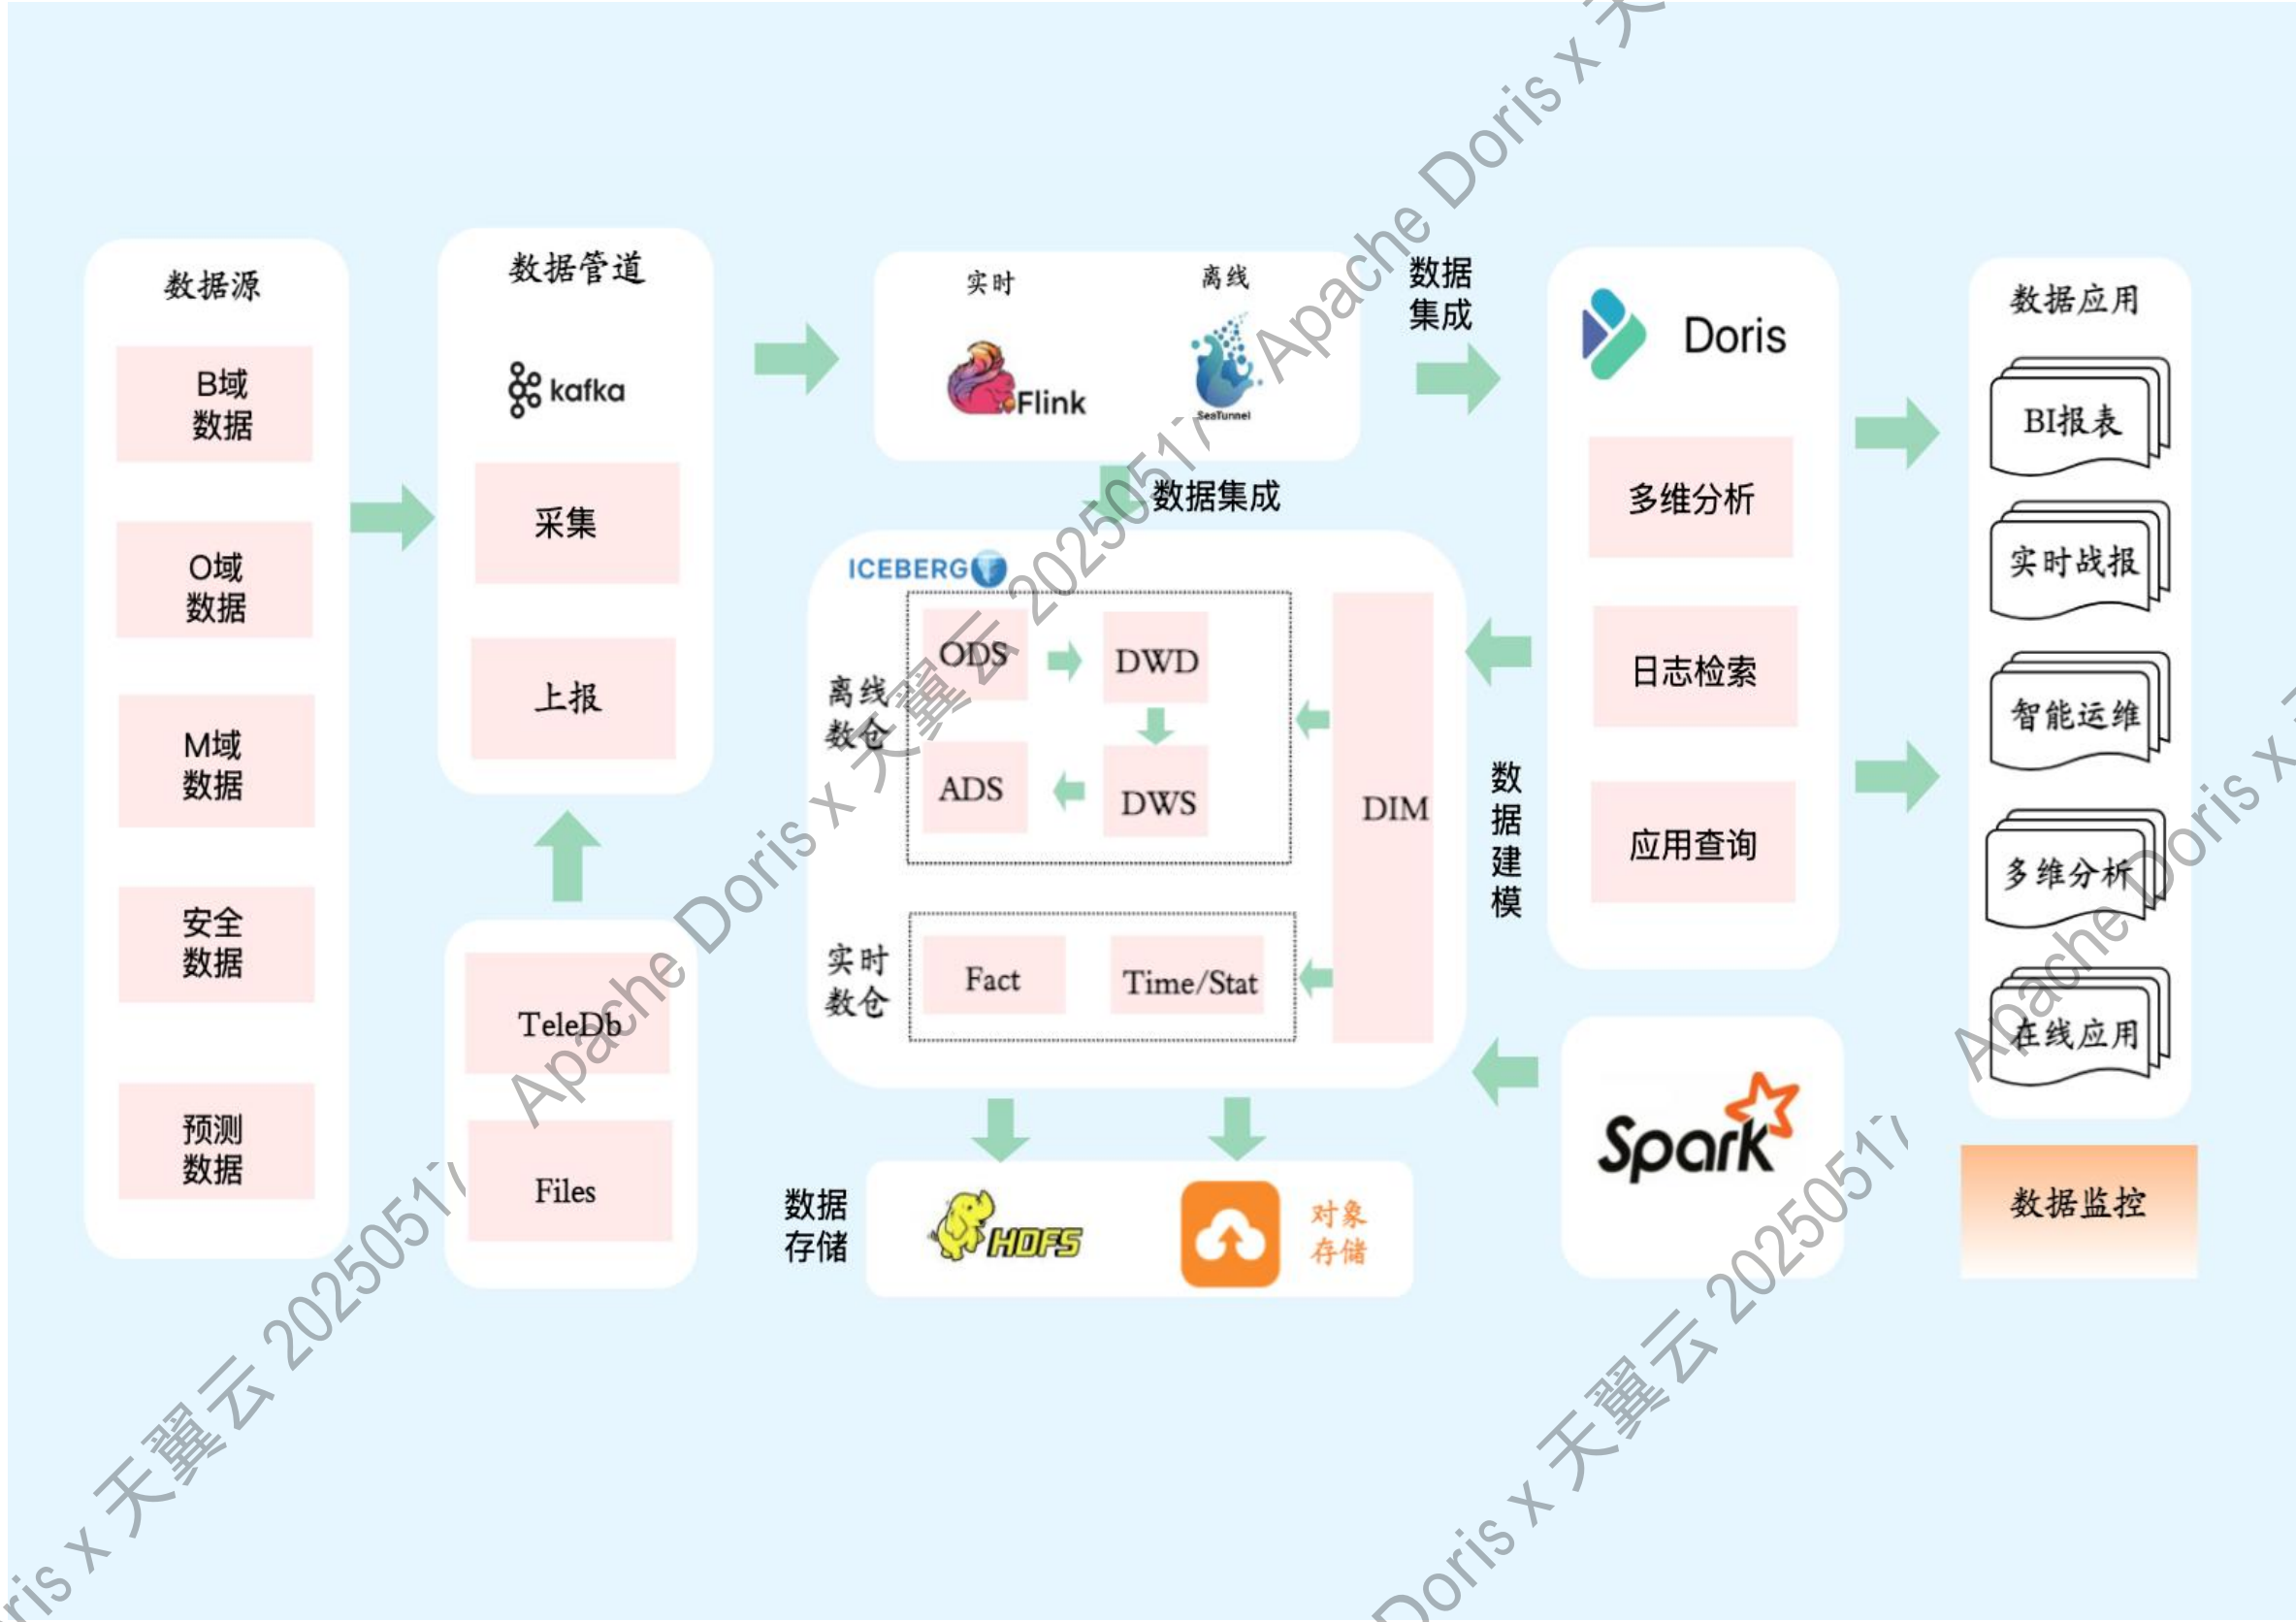 数据源
B域
数据
O域
数据
M域
数据
安全
数据
预测
数据
数据管道
kafka
采集
上报
TeleDb
Files
实时
离线
Flink
SeaTunnel
数据
集成
数据集成
ICEBERG
离线
数仓
ODS
DWD
ADS
DWS
DIM
实时
数仓
Fact
Time/Stat
数据
建
模
数据
存储
HDFS
对象
存储
Doris
多维分析
日志检索
应用查询
Spark
数据应用
BI报表
实时战报
智能运维
多维分析
在线应用
数据监控
Apache Doris x 天翼云 20250517
Apache Doris x 天
Apache Doris x 天
ris x 天翼云 20250517
Doris x 天翼云 20250517